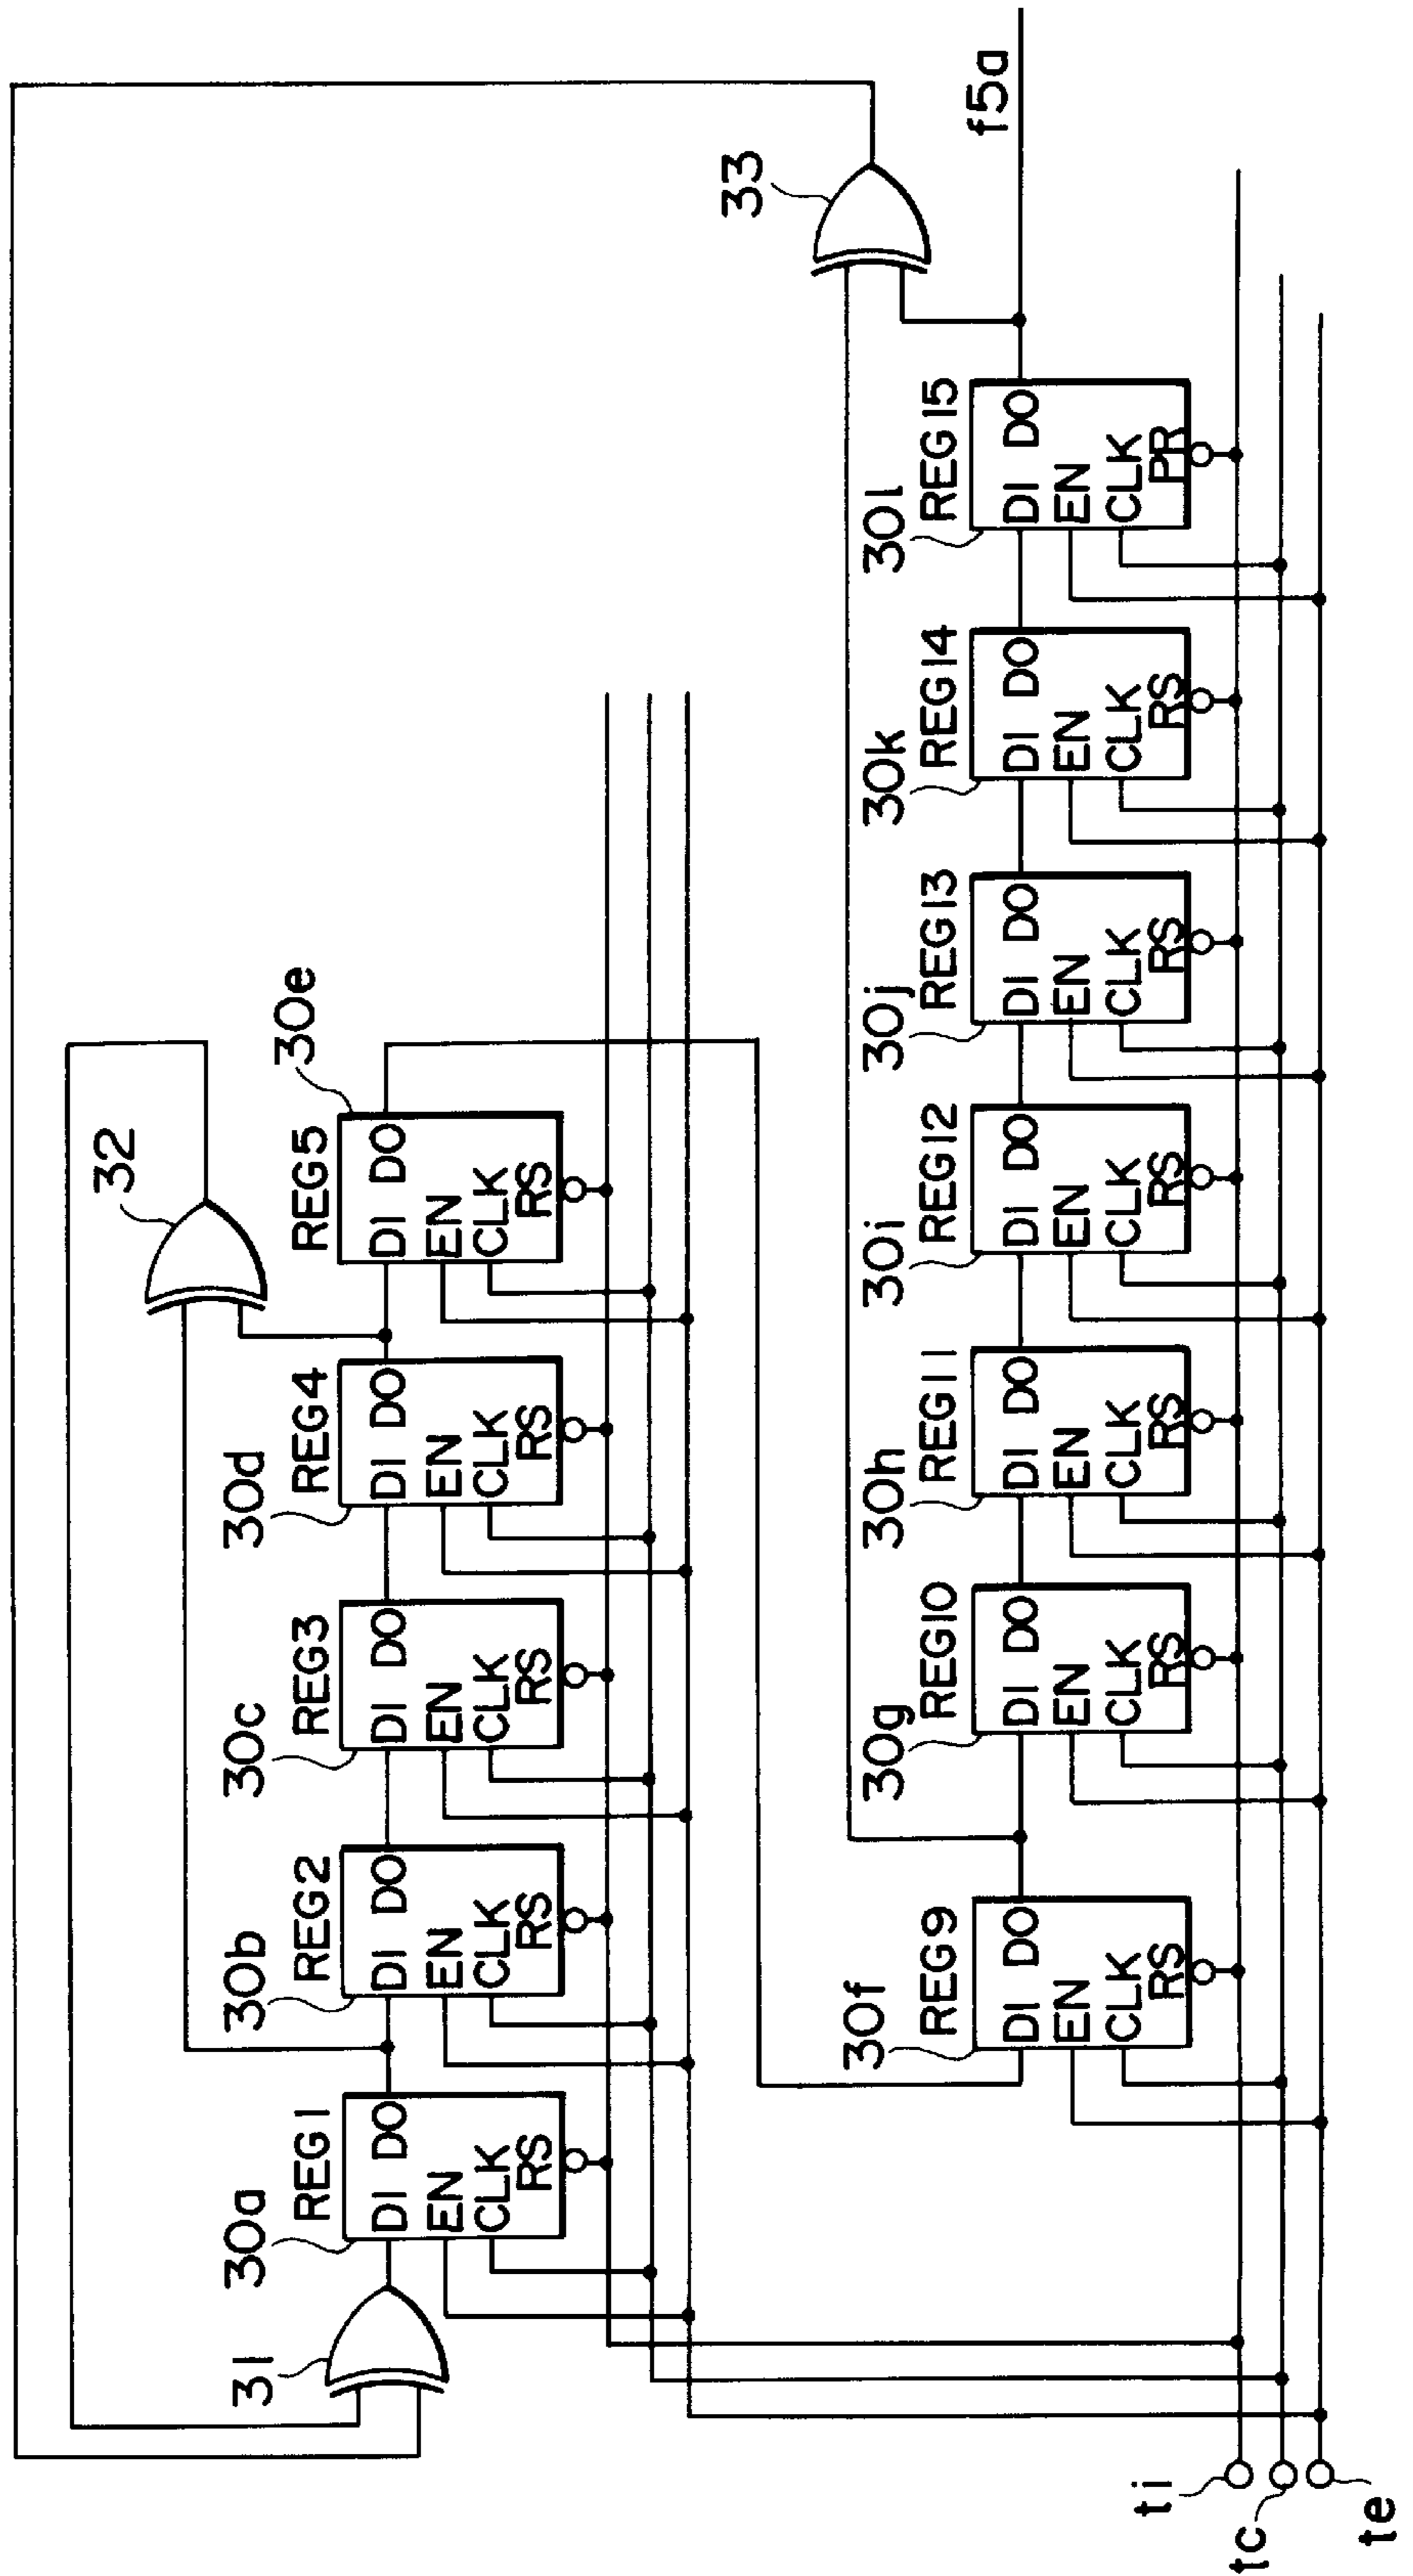 32
30e
31
30a
REG1
DI DO
EN
CLK
RS
30b
REG2
DI DO
EN
CLK
RS
30c
REG3
DI DO
EN
CLK
RS
30d
REG4
DI DO
EN
CLK
RS
REG5
DI DO
EN
CLK
RS
33
f5a
30f
REG9
DI DO
EN
CLK
RS
30g
REG10
DI DO
EN
CLK
RS
30h
REG11
DI DO
EN
CLK
RS
30i
REG12
DI DO
EN
CLK
RS
30j
REG13
DI DO
EN
CLK
RS
30k
REG14
DI DO
EN
CLK
RS
30l
REG15
DI DO
EN
CLK
PR
ti
tc
te